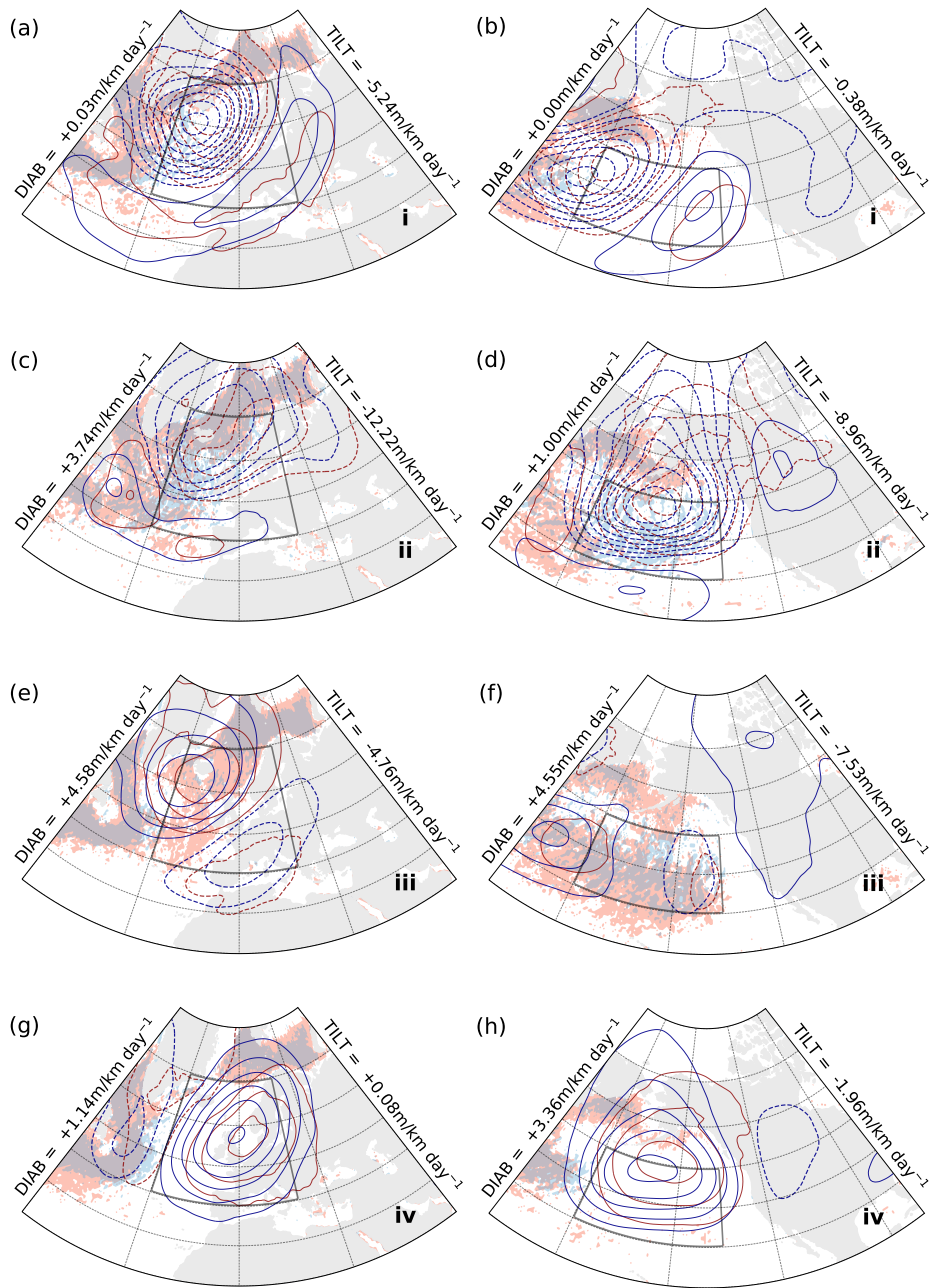 (a)
DIAB = +0.03m/km day⁻¹
TILT = -5.24m/km day⁻¹
i
(b)
DIAB = +0.00m/km day⁻¹
TILT = -0.38m/km day⁻¹
i
(c)
DIAB = +3.74m/km day⁻¹
TILT = -12.22m/km day⁻¹
ii
(d)
DIAB = +1.00m/km day⁻¹
TILT = -8.96m/km day⁻¹
ii
(e)
DIAB = +4.58m/km day⁻¹
TILT = -4.76m/km day⁻¹
iii
(f)
DIAB = +4.55m/km day⁻¹
TILT = -7.53m/km day⁻¹
iii
(g)
DIAB = +1.14m/km day⁻¹
TILT = +0.08m/km day⁻¹
iv
(h)
DIAB = +3.36m/km day⁻¹
TILT = -1.96m/km day⁻¹
iv